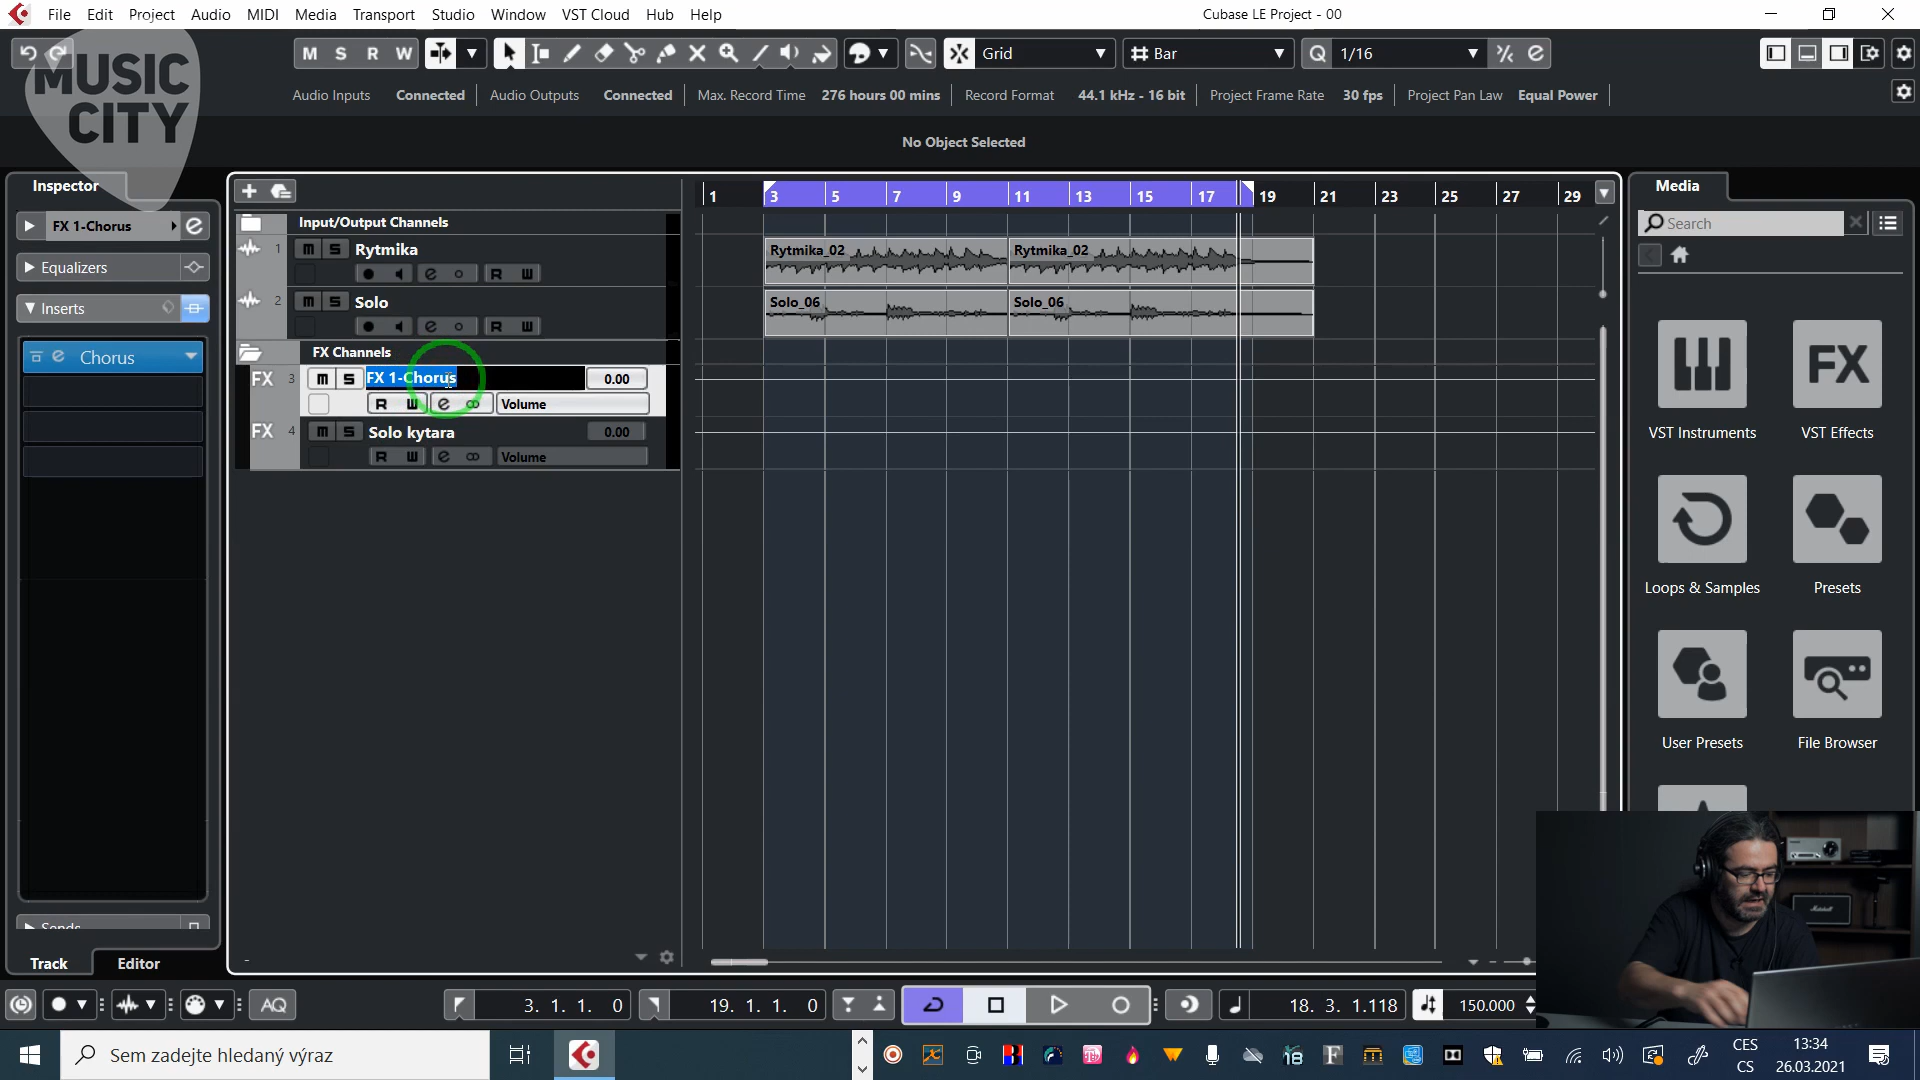 File Edit Project Audio MIDI Media Transport Studio Window VST Cloud Hub Help
Cubase LE Project - 00
MUSIC
CITY
M S R W
Grid
Bar
Q 1/16
Audio Inputs Connected Audio Outputs Connected Max. Record Time 276 hours 00 mins Record Format 44.1 kHz - 16 bit Project Frame Rate 30 fps Project Pan Law Equal Power
No Object Selected
Inspector
FX 1-Chorus
Equalizers
Inserts
Chorus
Sends
Track Editor
Input/Output Channels
1 m S Rytmika
R W
2 m S Solo
R W
FX Channels
FX 3 m S FX 1-Chorus 0.00
R W e Volume
FX 4 m S Solo kytara 0.00
R W e Volume
1 3 5 7 9 11 13 15 17 19 21 23 25 27 29
Rytmika_02 Rytmika_02
Solo_06 Solo_06
Media
Search
VST Instruments
FX
VST Effects
Loops & Samples
Presets
User Presets
File Browser
AQ
3. 1. 1. 0
19. 1. 1. 0
18. 3. 1.118
150.000
Marshall
Sem zadejte hledaný výraz
CES
CS
13:34
26.03.2021